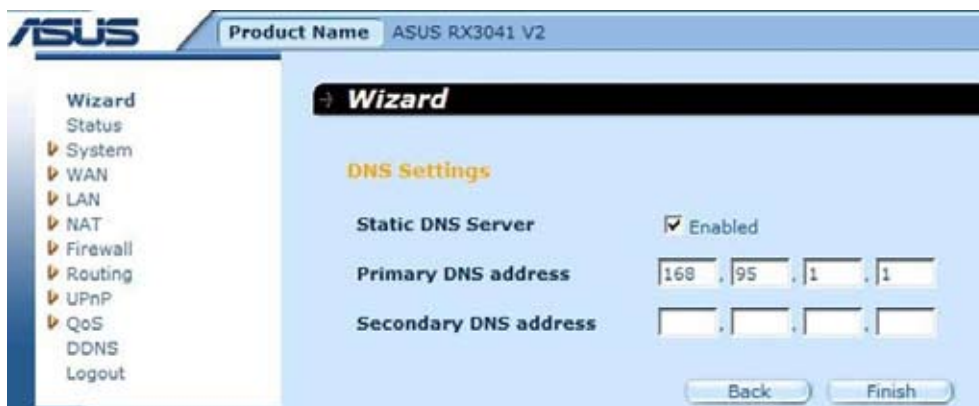 ASUS
Product Name ASUS RX3041 V2
Wizard
Status
System
WAN
LAN
NAT
Firewall
Routing
UPnP
QoS
DDNS
Logout
Wizard
DNS Settings
Static DNS Server Enabled
Primary DNS address 168 . 95 . 1 . 1
Secondary DNS address . . .
Back Finish